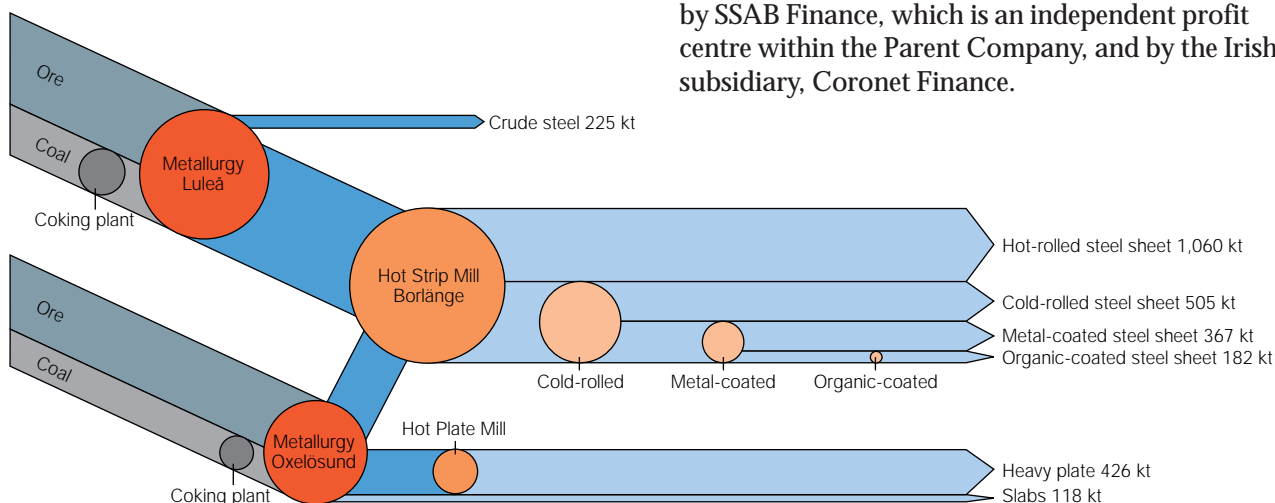 by SSAB Finance, which is an independent profit
centre within the Parent Company, and by the Irish
subsidiary, Coronet Finance.
Ore
Coal
Coking plant
Metallurgy
Luleå
Crude steel 225 kt
Hot Strip Mill
Borlänge
Hot-rolled steel sheet 1,060 kt
Cold-rolled steel sheet 505 kt
Metal-coated steel sheet 367 kt
Organic-coated steel sheet 182 kt
Cold-rolled
Metal-coated
Organic-coated
Ore
Coal
Coking plant
Metallurgy
Oxelösund
Hot Plate Mill
Heavy plate 426 kt
Slabs 118 kt